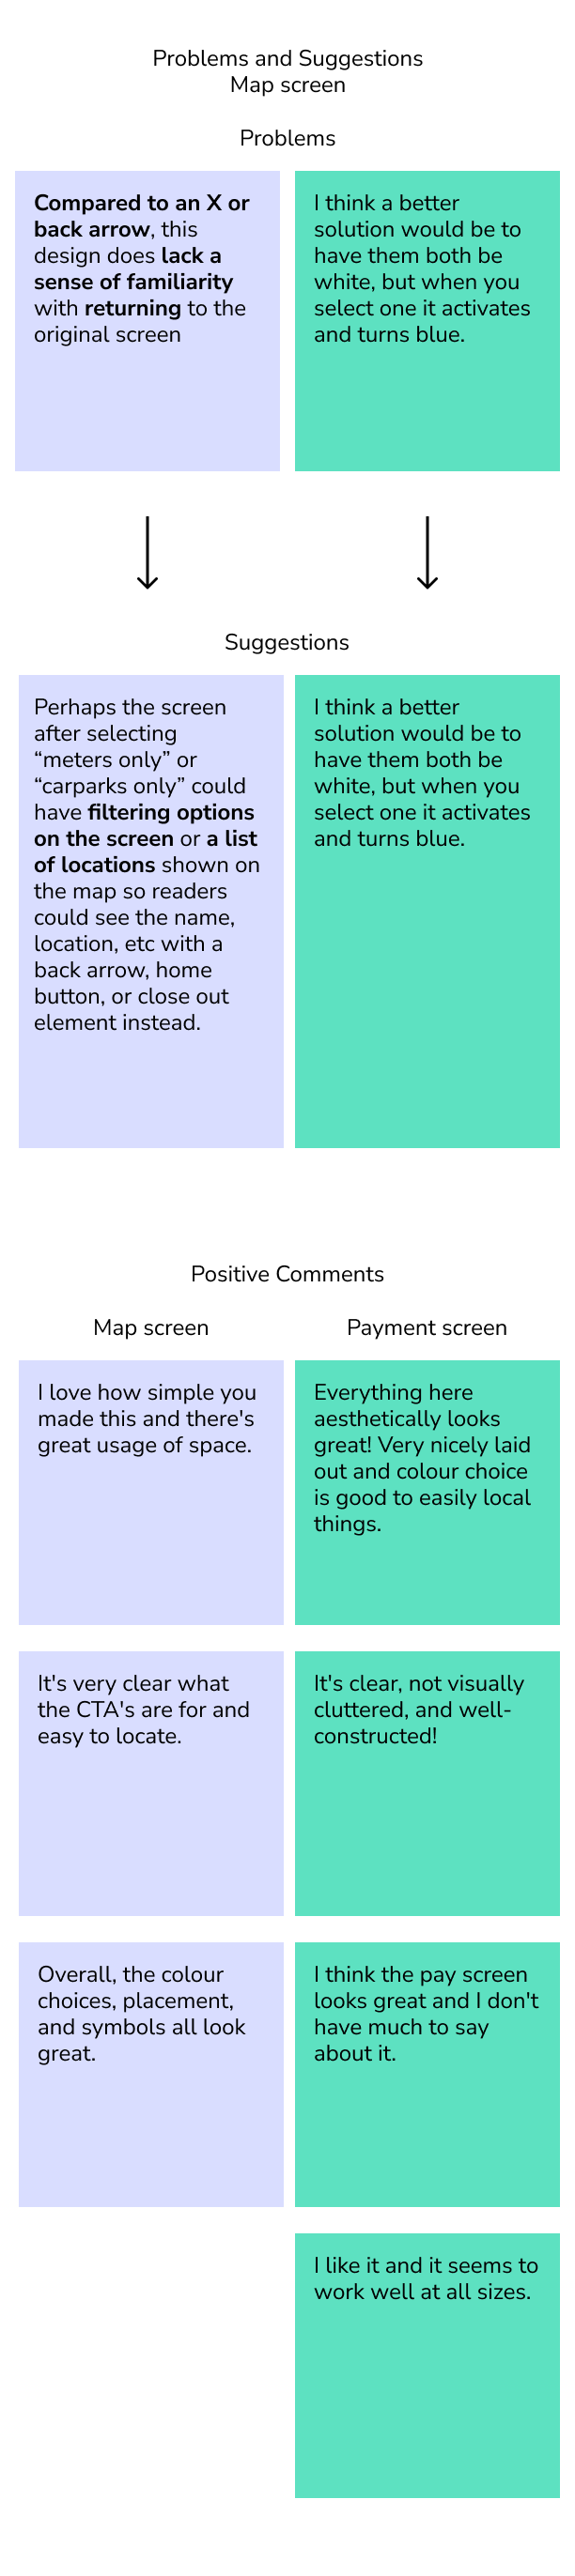 Problems and Suggestions
Map screen
Problems
Compared to an X or
back arrow, this
design does lack a
sense of familiarity
with returning to the
original screen
I think a better
solution would be to
have them both be
white, but when you
select one it activates
and turns blue.
Suggestions
Perhaps the screen
after selecting
“meters only” or
“carparks only” could
have filtering options
on the screen or a list
of locations shown on
the map so readers
could see the name,
location, etc with a
back arrow, home
button, or close out
element instead.
I think a better
solution would be to
have them both be
white, but when you
select one it activates
and turns blue.
Positive Comments
Map screen
Payment screen
I love how simple you
made this and there's
great usage of space.
Everything here
aesthetically looks
great! Very nicely laid
out and colour choice
is good to easily local
things.
It's very clear what
the CTA's are for and
easy to locate.
It's clear, not visually
cluttered, and well-
constructed!
Overall, the colour
choices, placement,
and symbols all look
great.
I think the pay screen
looks great and I don't
have much to say
about it.
I like it and it seems to
work well at all sizes.